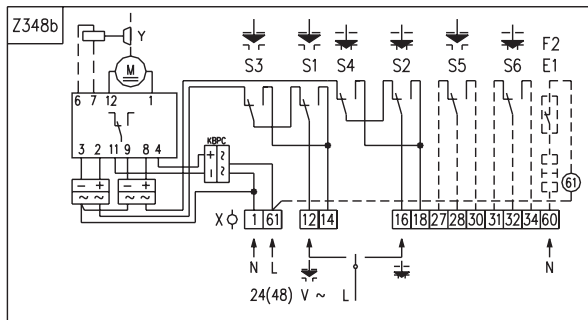 Z348b
Y
M
F2
S3 S1 S4 S2 S5 S6 E1
6 7 12 1
3 2 11 9 8 4
KBPC
+ ~
− ~
− + − +
~ ~ ~ ~
61
X 1 61 12 14 16 18 27 28 30 31 32 34 60
N L N
24(48) V ~ L